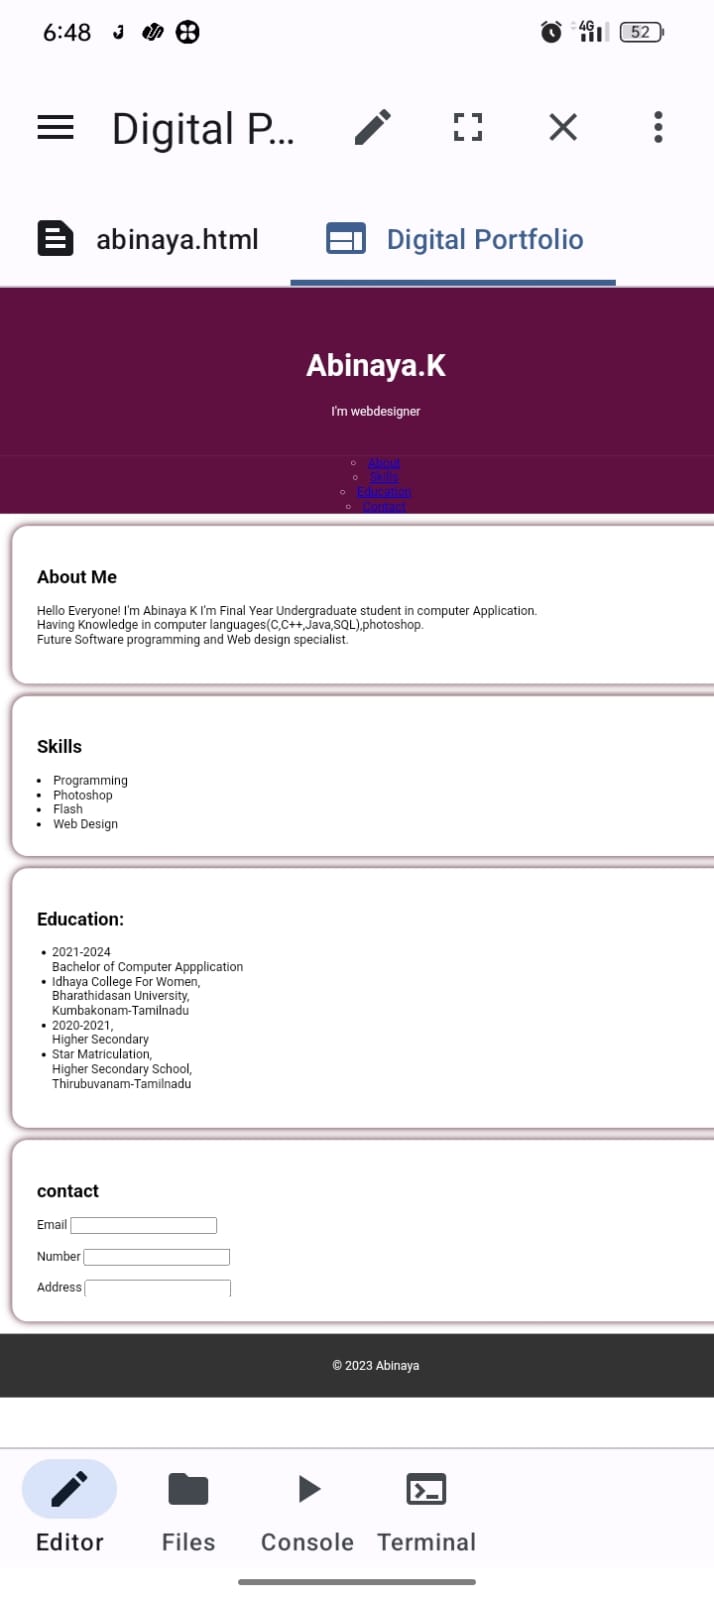 6:48
4G
52
Digital P...
abinaya.html
Digital Portfolio
Abinaya.K
I'm webdesigner
About
Skills
Education
Contact
About Me
Hello Everyone! I'm Abinaya K I'm Final Year Undergraduate student in computer Application.
Having Knowledge in computer languages(C,C++,Java,SQL),photoshop.
Future Software programming and Web design specialist.
Skills
Programming
Photoshop
Flash
Web Design
Education:
2021-2024
Bachelor of Computer Appplication
Idhaya College For Women,
Bharathidasan University,
Kumbakonam-Tamilnadu
2020-2021,
Higher Secondary
Star Matriculation,
Higher Secondary School,
Thirubuvanam-Tamilnadu
contact
Email
Number
Address
© 2023 Abinaya
Editor
Files
Console
Terminal